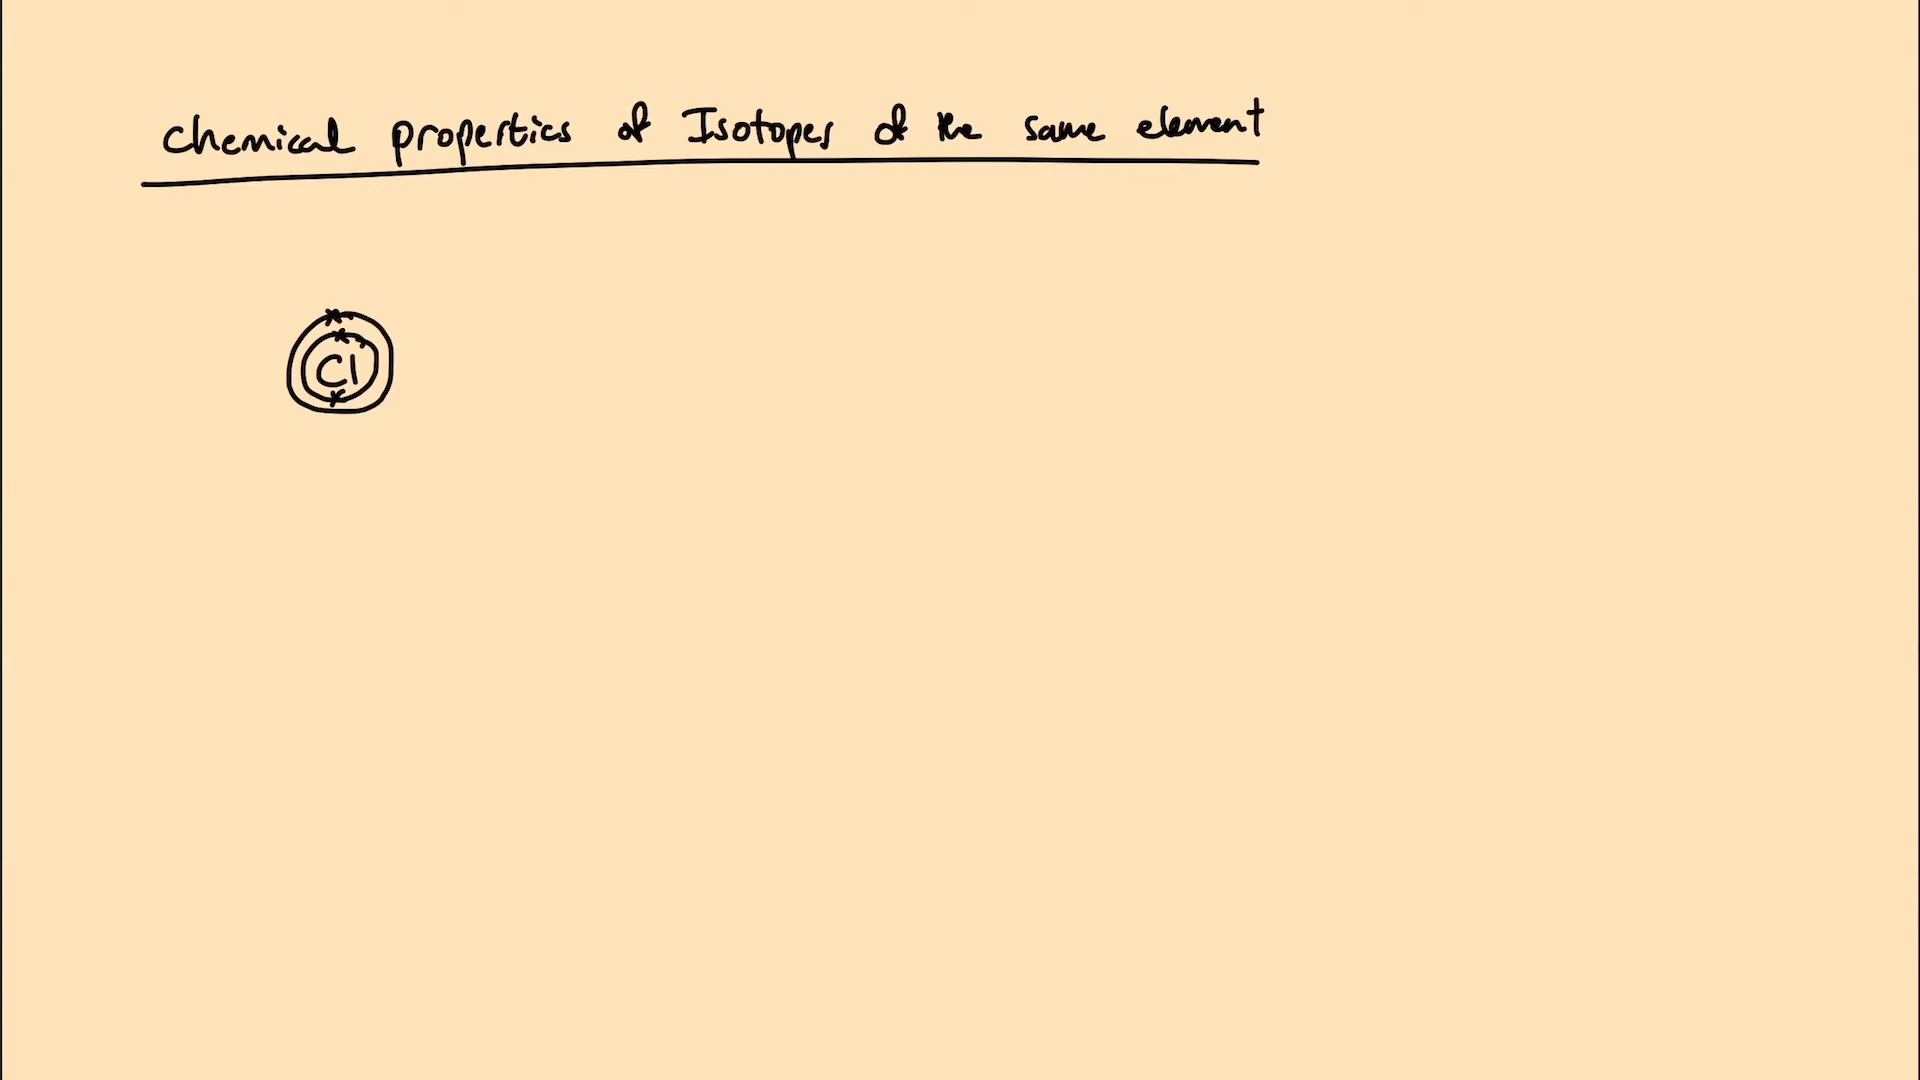 Chemical properties of Isotopes of the same element
Cl